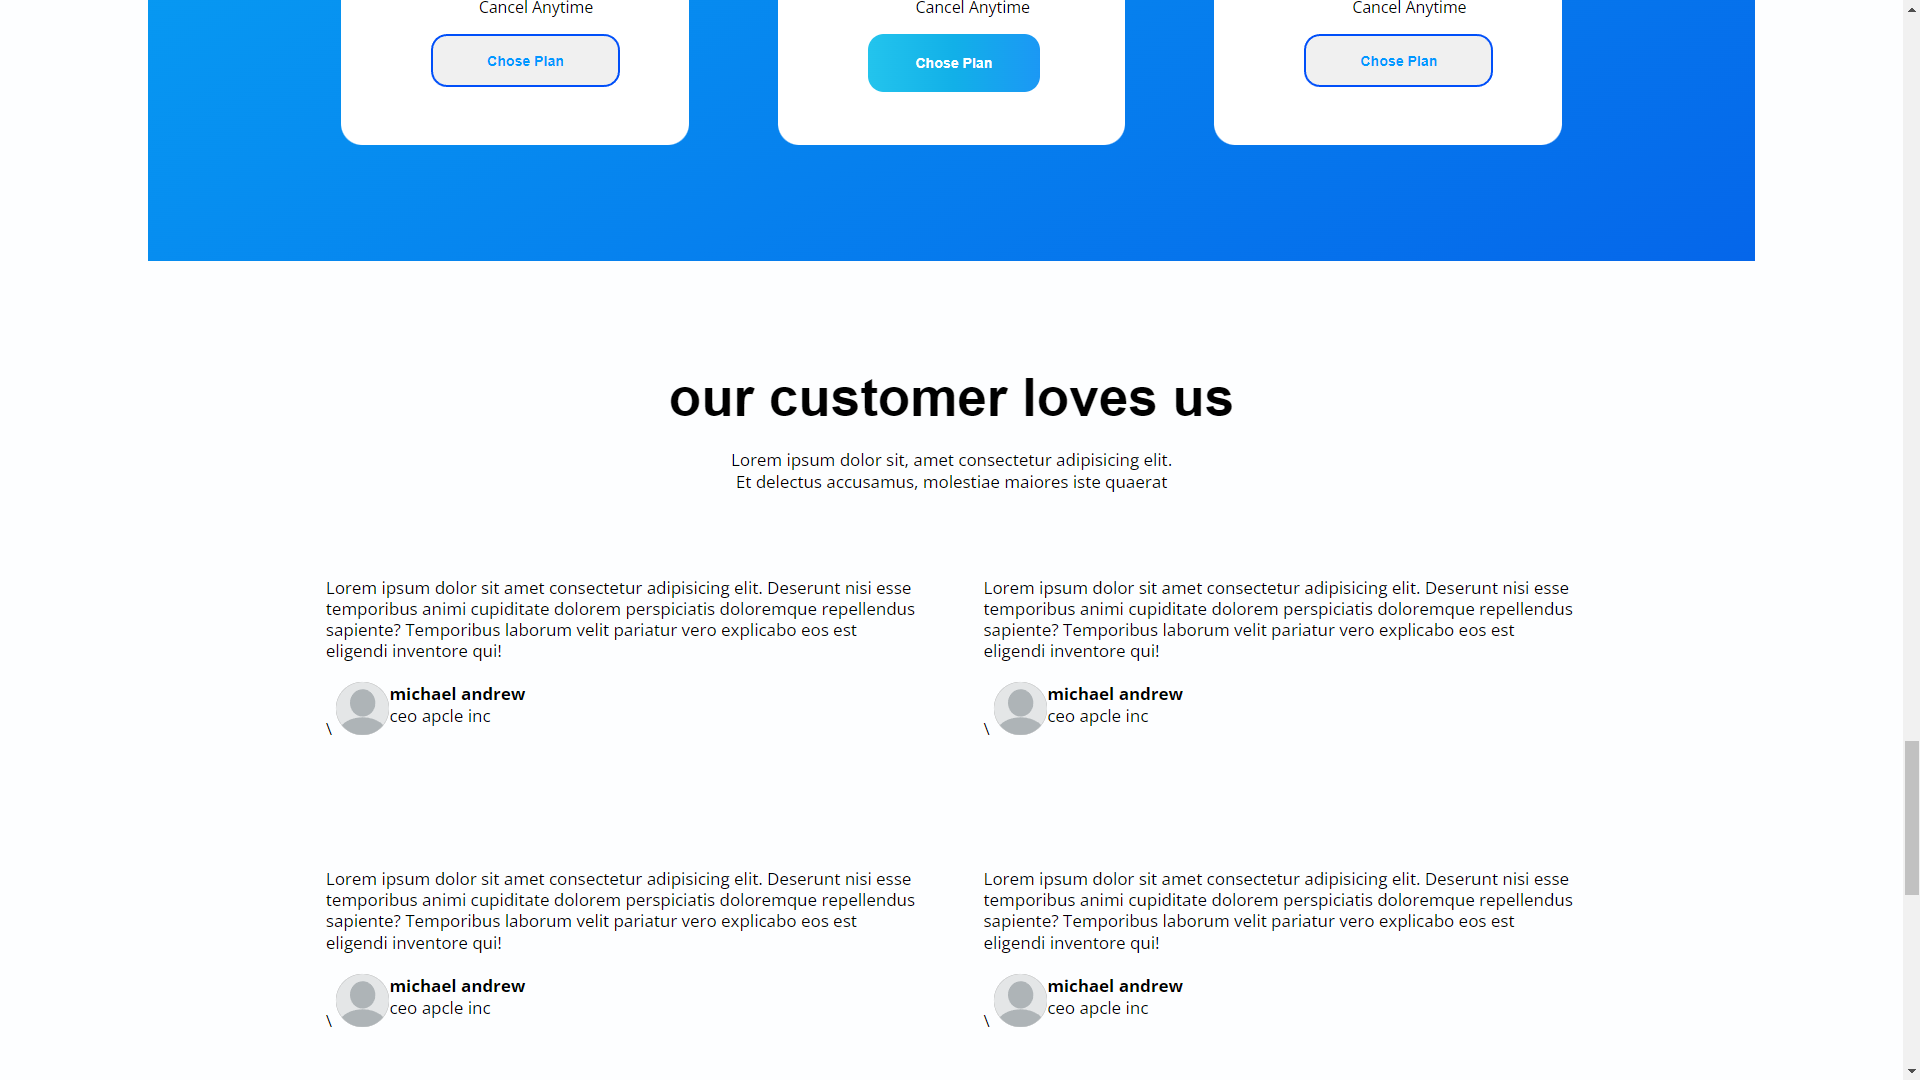 Cancel Anytime
Cancel Anytime
Cancel Anytime
Chose Plan
Chose Plan
Chose Plan
our customer loves us
Lorem ipsum dolor sit, amet consectetur adipisicing elit.
Et delectus accusamus, molestiae maiores iste quaerat
Lorem ipsum dolor sit amet consectetur adipisicing elit. Deserunt nisi esse
temporibus animi cupiditate dolorem perspiciatis doloremque repellendus
sapiente? Temporibus laborum velit pariatur vero explicabo eos est
eligendi inventore qui!
michael andrew
ceo apcle inc
\
Lorem ipsum dolor sit amet consectetur adipisicing elit. Deserunt nisi esse
temporibus animi cupiditate dolorem perspiciatis doloremque repellendus
sapiente? Temporibus laborum velit pariatur vero explicabo eos est
eligendi inventore qui!
michael andrew
ceo apcle inc
\
Lorem ipsum dolor sit amet consectetur adipisicing elit. Deserunt nisi esse
temporibus animi cupiditate dolorem perspiciatis doloremque repellendus
sapiente? Temporibus laborum velit pariatur vero explicabo eos est
eligendi inventore qui!
michael andrew
ceo apcle inc
\
Lorem ipsum dolor sit amet consectetur adipisicing elit. Deserunt nisi esse
temporibus animi cupiditate dolorem perspiciatis doloremque repellendus
sapiente? Temporibus laborum velit pariatur vero explicabo eos est
eligendi inventore qui!
michael andrew
ceo apcle inc
\